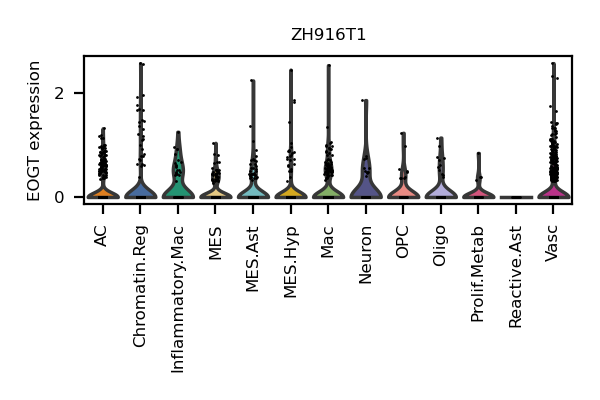 ZH916T1
EOGT expression
2
0
AC
Chromatin.Reg
Inflammatory.Mac
MES
MES.Ast
MES.Hyp
Mac
Neuron
OPC
Oligo
Prolif.Metab
Reactive.Ast
Vasc